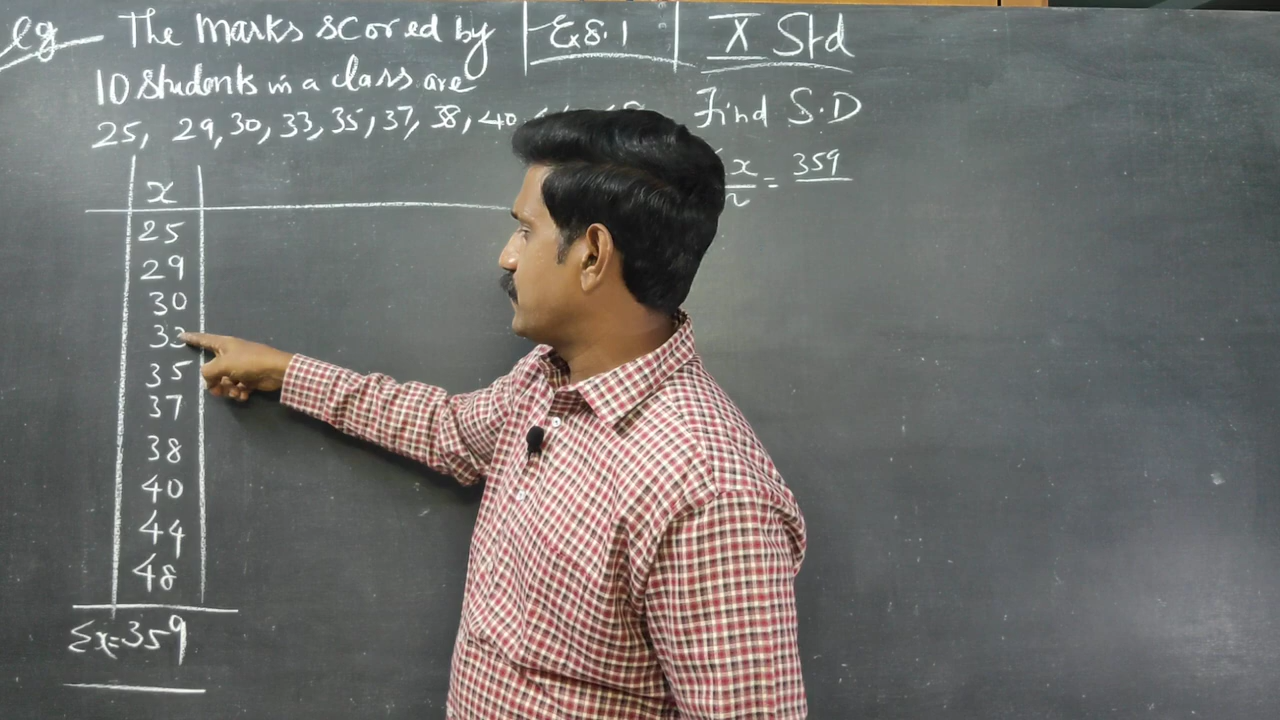 eg The marks scored by
Ex 8.1
X Std
10 students in a class are
25, 29, 30, 33, 35, 37, 38, 40
Find S.D
x
n
= 359
x
25
29
30
33
35
37
38
40
44
48
Σx=359